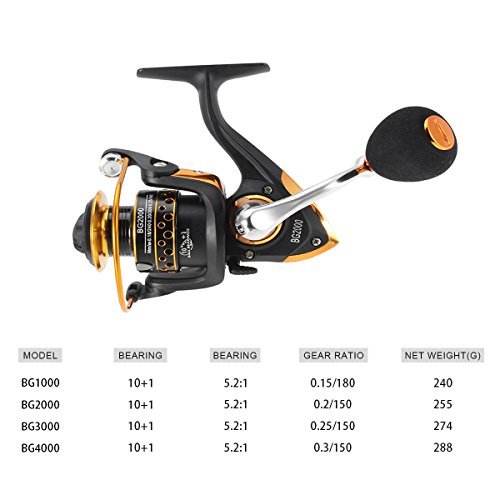 BG2000
BG2000
MODEL BEARING BEARING GEAR RATIO NET WEIGHT(G)
BG1000 10+1 5.2:1 0.15/180 240
BG2000 10+1 5.2:1 0.2/150 255
BG3000 10+1 5.2:1 0.25/150 274
BG4000 10+1 5.2:1 0.3/150 288